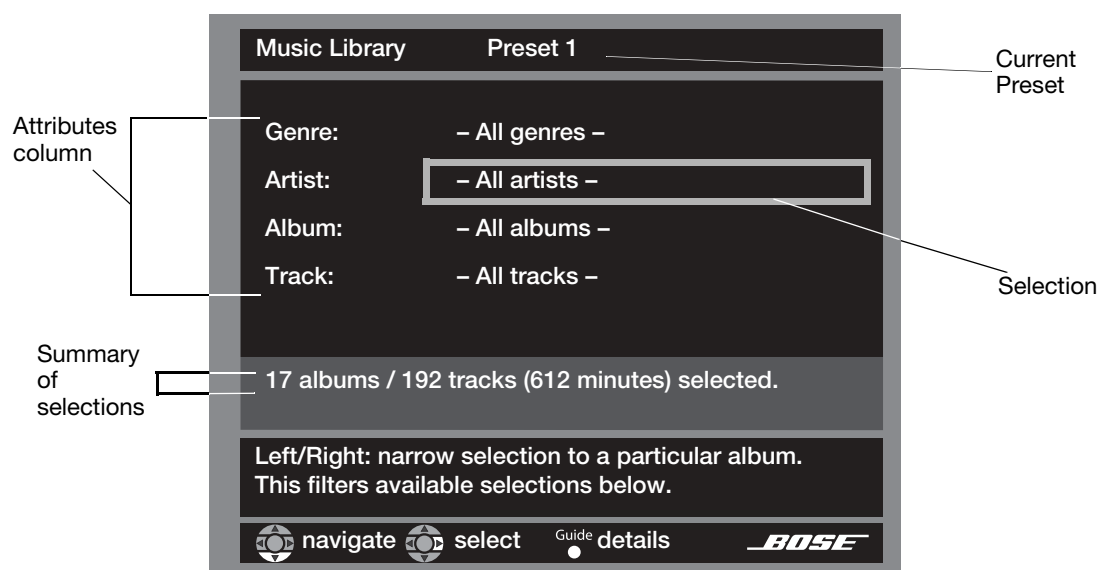 Music Library Preset 1
Current
Preset
Attributes
column
Genre: – All genres –
Artist: – All artists –
Album: – All albums –
Track: – All tracks –
Selection
Summary
of
selections
17 albums / 192 tracks (612 minutes) selected.
Left/Right: narrow selection to a particular album.
This filters available selections below.
navigate select Guide details BOSE